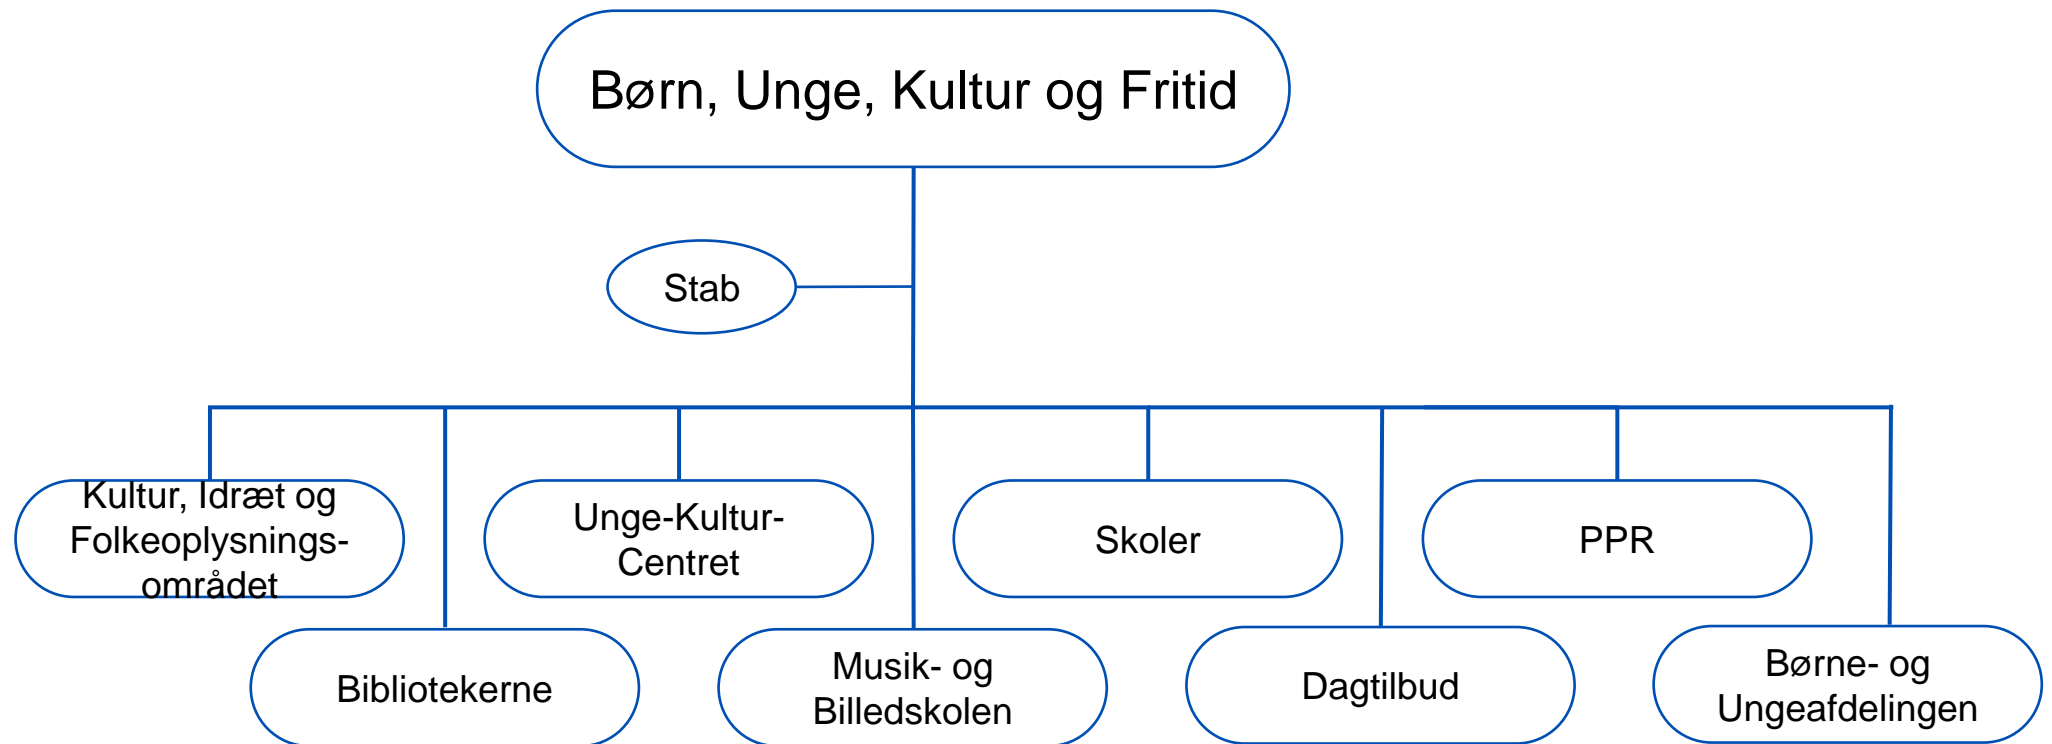 Børn, Unge, Kultur og Fritid
Stab
Kultur, Idræt og
Folkeoplysnings-
området
Unge-Kultur-
Centret
Skoler
PPR
Bibliotekerne
Musik- og
Billedskolen
Dagtilbud
Børne- og
Ungeafdelingen